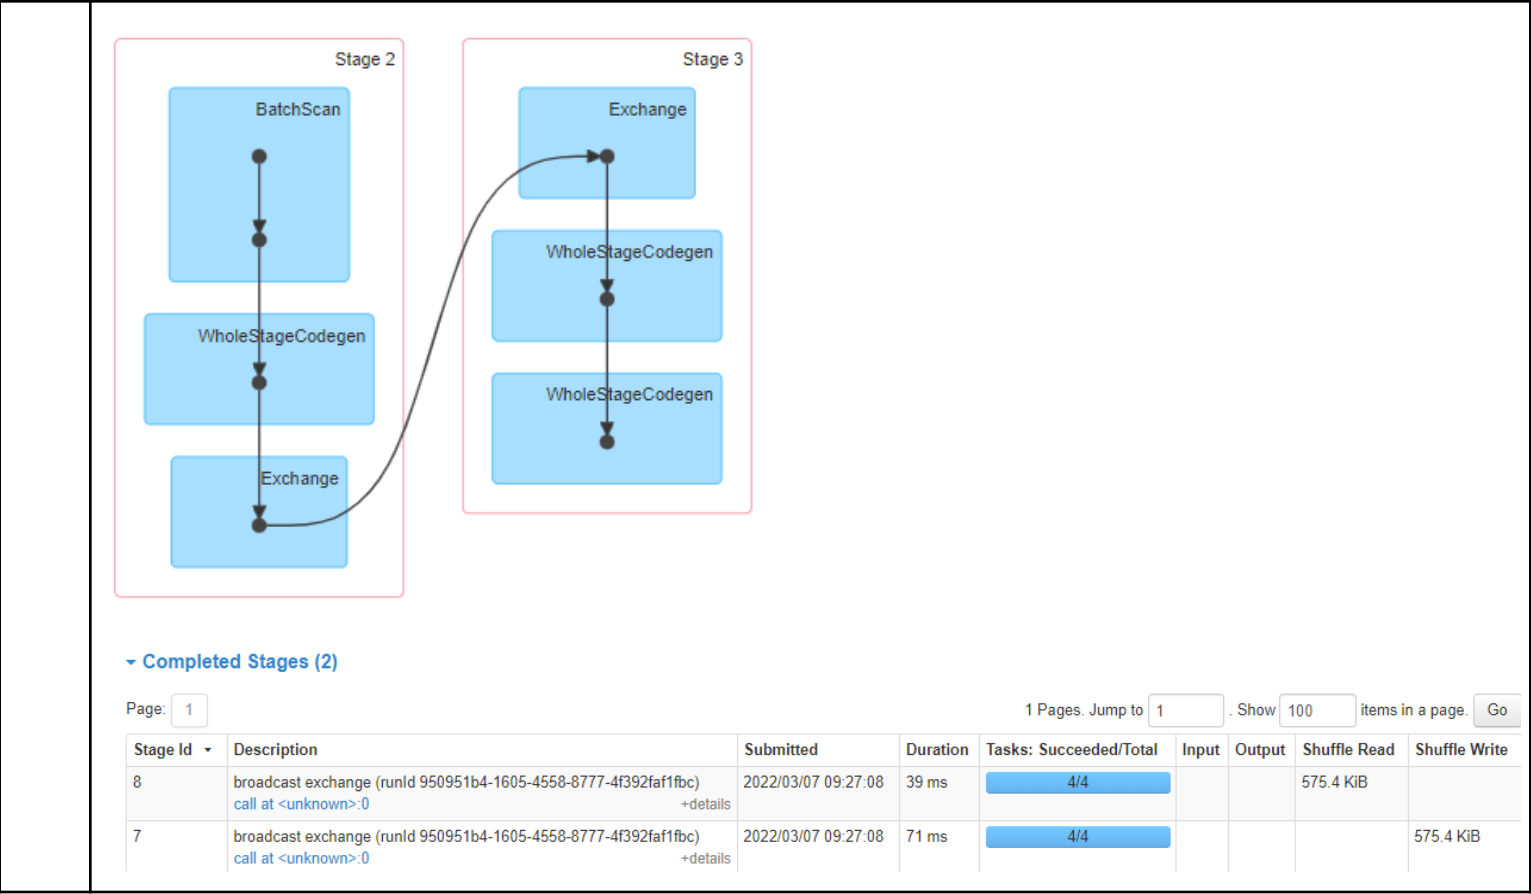 Stage 2
BatchScan
WholeStageCodegen
Exchange
Stage 3
Exchange
WholeStageCodegen
WholeStageCodegen
Completed Stages (2)
Page: 1
1 Pages. Jump to 1 . Show 100 items in a page. Go
Stage Id Description Submitted Duration Tasks: Succeeded/Total Input Output Shuffle Read Shuffle Write
8 broadcast exchange (runId 950951b4-1605-4558-8777-4f392faf1fbc) 2022/03/07 09:27:08 39 ms 4/4 575.4 KiB
call at <unknown>:0 +details
7 broadcast exchange (runId 950951b4-1605-4558-8777-4f392faf1fbc) 2022/03/07 09:27:08 71 ms 4/4 575.4 KiB
call at <unknown>:0 +details